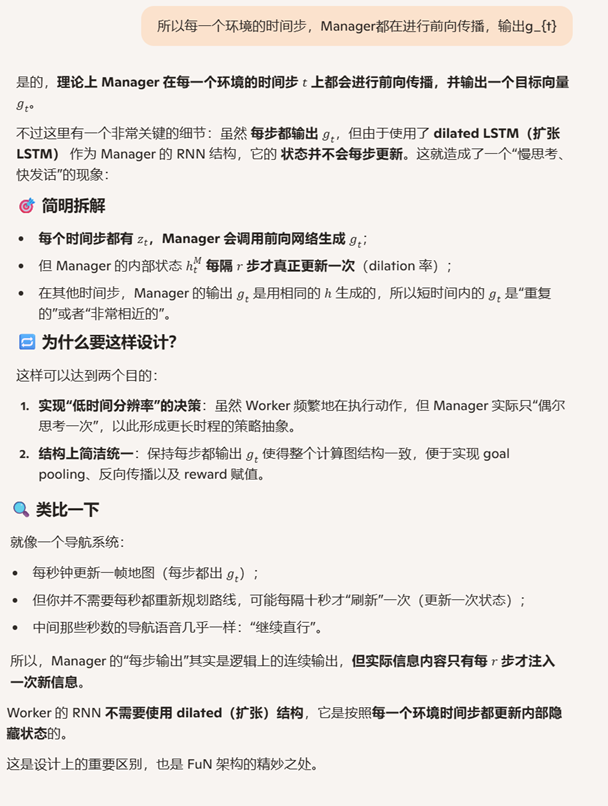 所以每一个环境的时间步，Manager都在进行前向传播，输出g_{t}
是的，理论上 Manager 在每一个环境的时间步 t 上都会进行前向传播，并输出一个目标向量
g_t。
不过这里有一个非常关键的细节：虽然 每步都输出 g_t，但由于使用了 dilated LSTM（扩张
LSTM） 作为 Manager 的 RNN 结构，它的 状态并不会每步更新。这就造成了一个“慢思考、
快发话”的现象：
🎯 简明拆解
• 每个时间步都有 z_t，Manager 会调用前向网络生成 g_t；
• 但 Manager 的内部状态 h_t^M 每隔 r 步才真正更新一次（dilation 率）；
• 在其他时间步，Manager 的输出 g_t 是用相同的 h 生成的，所以短时间内的 g_t 是“重复
的”或者“非常相近的”。
🔁 为什么要这样设计？
这样可以达到两个目的：
1. 实现“低时间分辨率”的决策：虽然 Worker 频繁地在执行动作，但 Manager 实际只“偶尔
思考一次”，以此形成更长时程的策略抽象。
2. 结构上简洁统一：保持每步都输出 g_t 使得整个计算图结构一致，便于实现 goal
pooling、反向传播以及 reward 赋值。
🔍 类比一下
就像一个导航系统：
• 每秒钟更新一帧地图（每步都出 g_t）；
• 但你并不需要每秒都重新规划路线，可能每隔十秒才“刷新”一次（更新一次状态）；
• 中间那些秒数的导航语音几乎一样：“继续直行”。
所以，Manager 的“每步输出”其实是逻辑上的连续输出，但实际信息内容只有每 r 步才注入
一次新信息。
Worker 的 RNN 不需要使用 dilated（扩张）结构，它是按照每一个环境时间步都更新内部隐
藏状态的。
这是设计上的重要区别，也是 FuN 架构的精妙之处。